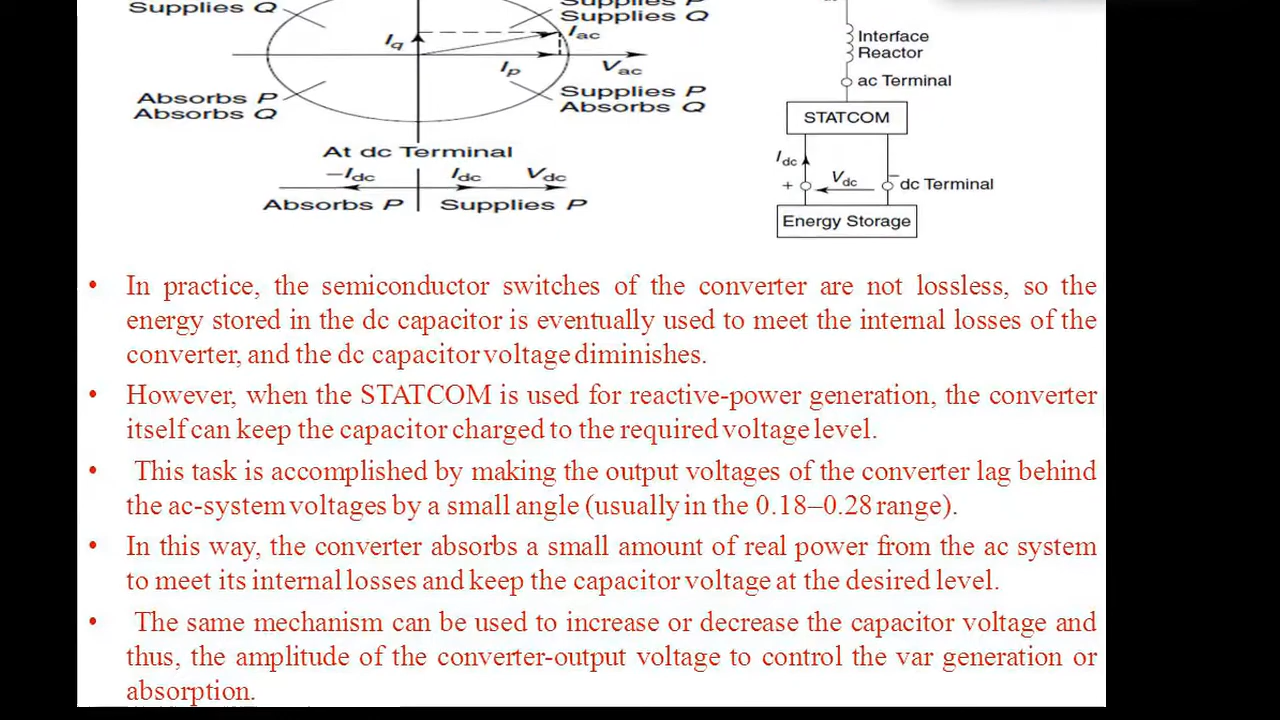 Supplies Q
Supplies P
Supplies Q
Iq
Iac
Ip
Vac
Absorbs P
Absorbs Q
Supplies P
Absorbs Q
At dc Terminal
–Idc Idc Vdc
Absorbs P Supplies P
Interface
Reactor
ac Terminal
STATCOM
Idc
+ Vdc – dc Terminal
Energy Storage
• In practice, the semiconductor switches of the converter are not lossless, so the
energy stored in the dc capacitor is eventually used to meet the internal losses of the
converter, and the dc capacitor voltage diminishes.
• However, when the STATCOM is used for reactive-power generation, the converter
itself can keep the capacitor charged to the required voltage level.
• This task is accomplished by making the output voltages of the converter lag behind
the ac-system voltages by a small angle (usually in the 0.18–0.28 range).
• In this way, the converter absorbs a small amount of real power from the ac system
to meet its internal losses and keep the capacitor voltage at the desired level.
• The same mechanism can be used to increase or decrease the capacitor voltage and
thus, the amplitude of the converter-output voltage to control the var generation or
absorption.